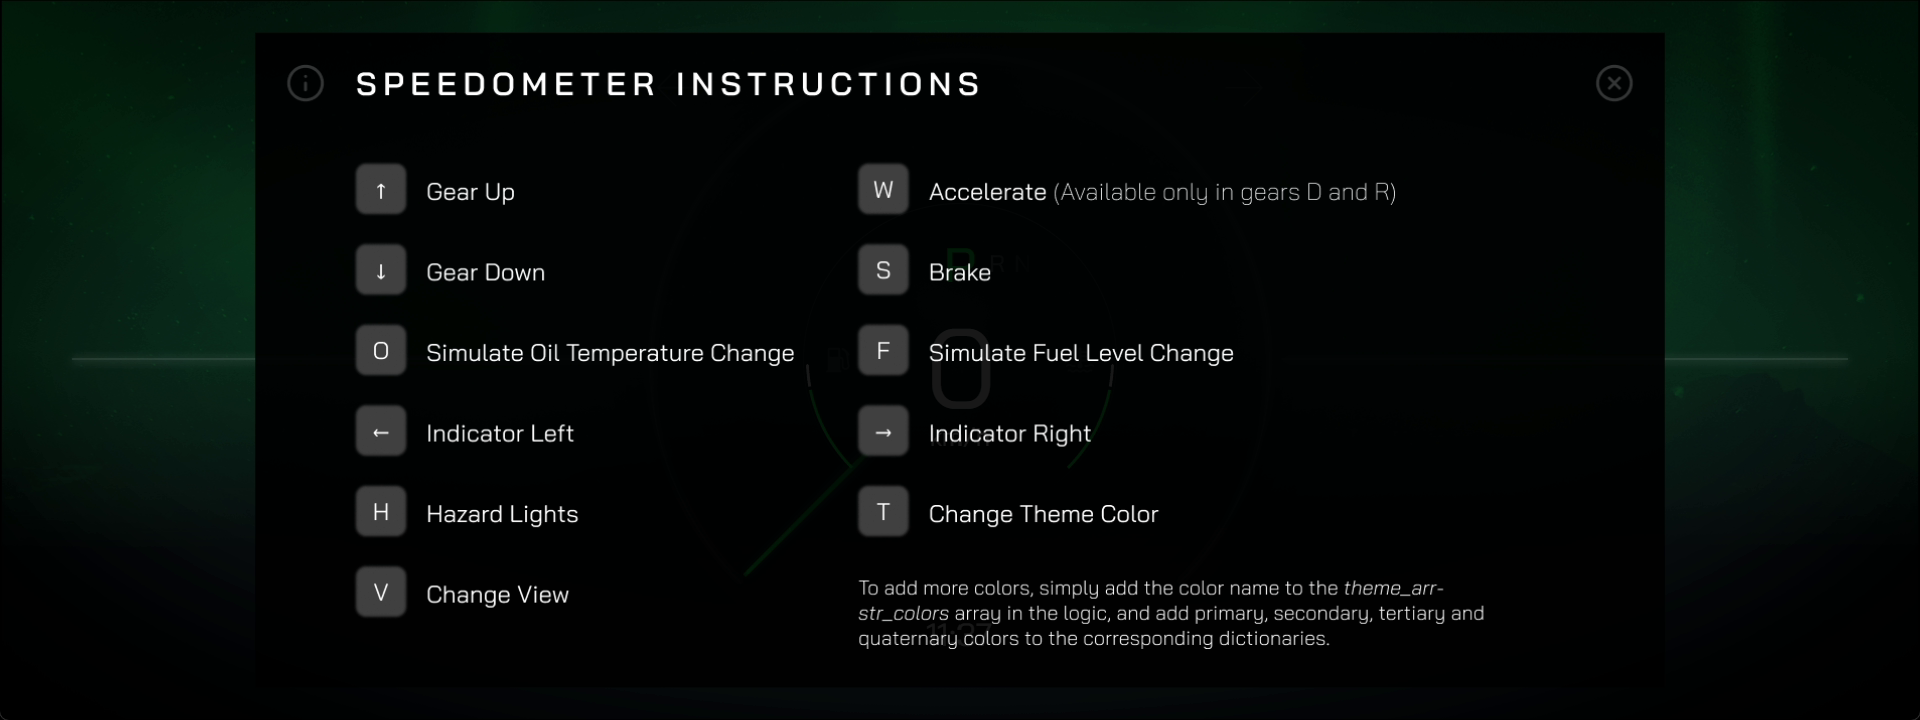 SPEEDOMETER INSTRUCTIONS
↑ Gear Up
W Accelerate (Available only in gears D and R)
↓ Gear Down
S Brake
O Simulate Oil Temperature Change
F Simulate Fuel Level Change
← Indicator Left
→ Indicator Right
H Hazard Lights
T Change Theme Color
V Change View
To add more colors, simply add the color name to the theme_arr-
str_colors array in the logic, and add primary, secondary, tertiary and
quaternary colors to the corresponding dictionaries.
P R N
0